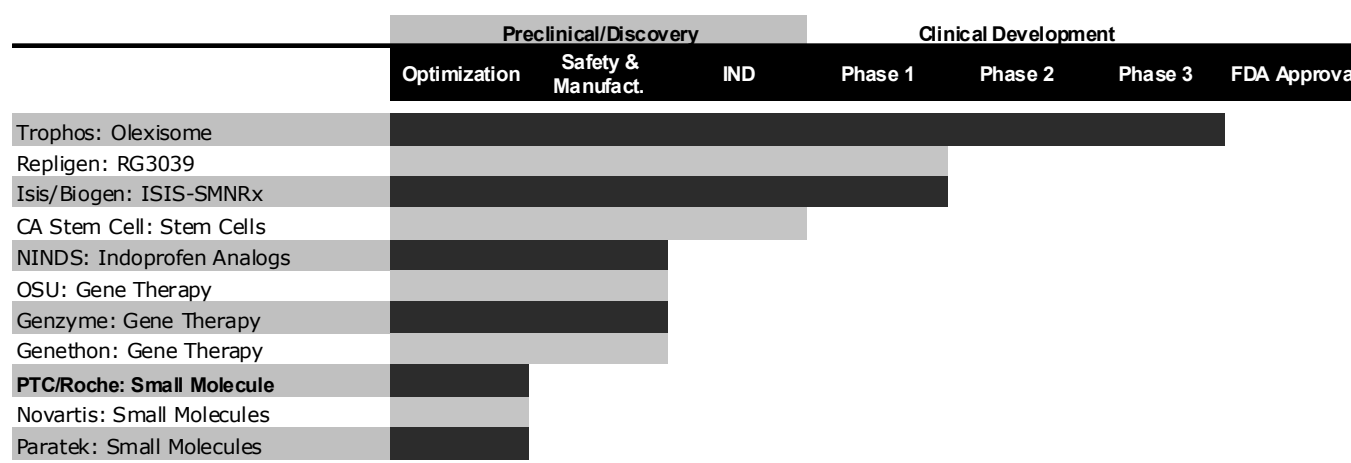 Preclinical/Discovery Clinical Development
Optimization Safety & Manufact. IND Phase 1 Phase 2 Phase 3 FDA Approva
Trophos: Olexisome
Repligen: RG3039
Isis/Biogen: ISIS-SMNRx
CA Stem Cell: Stem Cells
NINDS: Indoprofen Analogs
OSU: Gene Therapy
Genzyme: Gene Therapy
Genethon: Gene Therapy
PTC/Roche: Small Molecule
Novartis: Small Molecules
Paratek: Small Molecules